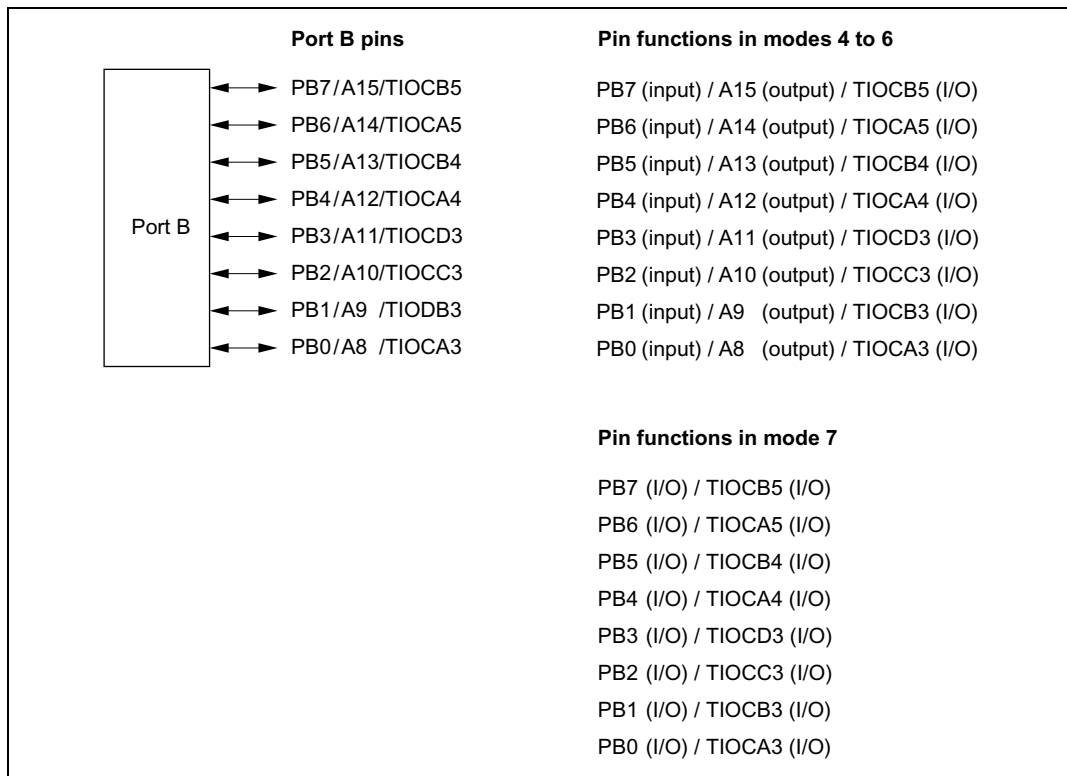 Port B pins
Pin functions in modes 4 to 6
Port B
PB7/A15/TIOCB5
PB7 (input) / A15 (output) / TIOCB5 (I/O)
PB6/A14/TIOCA5
PB6 (input) / A14 (output) / TIOCA5 (I/O)
PB5/A13/TIOCB4
PB5 (input) / A13 (output) / TIOCB4 (I/O)
PB4/A12/TIOCA4
PB4 (input) / A12 (output) / TIOCA4 (I/O)
PB3/A11/TIOCD3
PB3 (input) / A11 (output) / TIOCD3 (I/O)
PB2/A10/TIOCC3
PB2 (input) / A10 (output) / TIOCC3 (I/O)
PB1/A9 /TIODB3
PB1 (input) / A9 (output) / TIOCB3 (I/O)
PB0/A8 /TIOCA3
PB0 (input) / A8 (output) / TIOCA3 (I/O)
Pin functions in mode 7
PB7 (I/O) / TIOCB5 (I/O)
PB6 (I/O) / TIOCA5 (I/O)
PB5 (I/O) / TIOCB4 (I/O)
PB4 (I/O) / TIOCA4 (I/O)
PB3 (I/O) / TIOCD3 (I/O)
PB2 (I/O) / TIOCC3 (I/O)
PB1 (I/O) / TIOCB3 (I/O)
PB0 (I/O) / TIOCA3 (I/O)